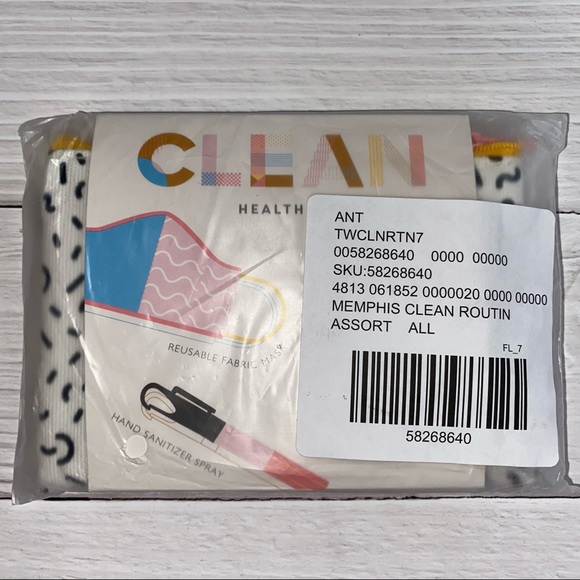 CLEAN
HEALTH
REUSABLE FABRIC MASK
HAND SANITIZER SPRAY
ANT
TWCLNRTN7
0058268640 0000 00000
SKU:58268640
4813 061852 0000020 0000 00000
MEMPHIS CLEAN ROUTIN
ASSORT ALL
FL_7
58268640